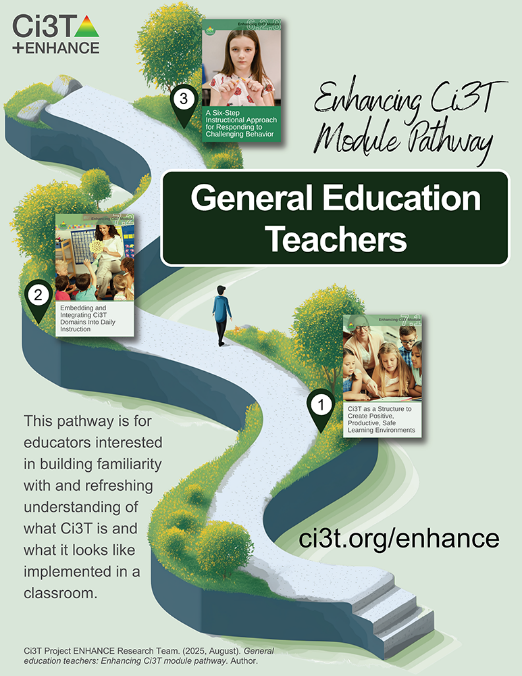 Ci3T
+ENHANCE
3
A Six-Step
Instructional Approach
for Responding to
Challenging Behavior
Enhancing Ci3T
Module Pathway
General Education
Teachers
2
Embedding and
Integrating Ci3T
Domains into Daily
Instruction
1
Enhancing Ci3T Module
Ci3T as a Structure to
Create Positive,
Productive, Safe
Learning Environments
This pathway is for
educators interested
in building familiarity
with and refreshing
understanding of
what Ci3T is and
what it looks like
implemented in a
classroom.
ci3t.org/enhance
Ci3T Project ENHANCE Research Team. (2025, August). General
education teachers: Enhancing Ci3T module pathway. Author.